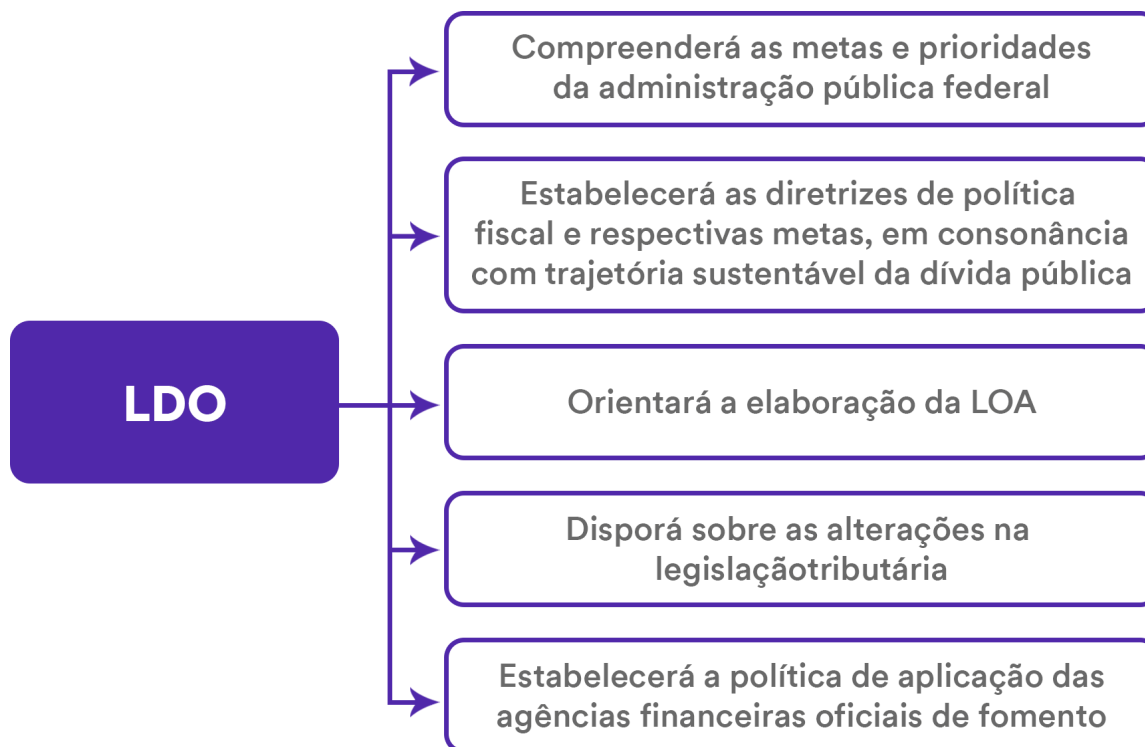 Compreenderá as metas e prioridades
da administração pública federal
Estabelecerá as diretrizes de política
fiscal e respectivas metas, em consonância
com trajetória sustentável da dívida pública
LDO
Orientará a elaboração da LOA
Disporá sobre as alterações na
legislaçãotributária
Estabelecerá a política de aplicação das
agências financeiras oficiais de fomento